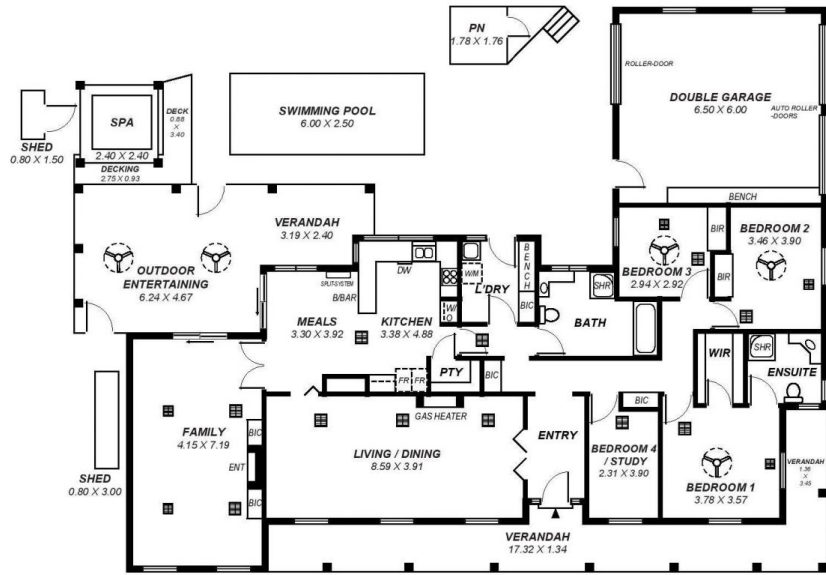 PN
1.78 X 1.76
ROLLER-DOOR
DOUBLE GARAGE
6.50 X 6.00
AUTO ROLLER
-DOORS
BENCH
SWIMMING POOL
6.00 X 2.50
SPA
2.40 X 2.40
DECK
0.88
X
3.40
SHED
0.80 X 1.50
DECKING
2.75 X 0.93
VERANDAH
3.19 X 2.40
OUTDOOR
ENTERTAINING
6.24 X 4.67
SPLIT-SYSTEM
B/BAR
DW
MEALS
3.30 X 3.92
KITCHEN
3.38 X 4.88
W/O
FR
FR
PTY
BIC
W/M
L'DRY
BENCH
BIC
SHR
BATH
BEDROOM 3
2.94 X 2.92
BIR
BIR
BEDROOM 2
3.46 X 3.90
WIR
SHR
ENSUITE
FAMILY
4.15 X 7.19
BIC
ENT
BIC
SHED
0.80 X 3.00
GAS HEATER
LIVING / DINING
8.59 X 3.91
ENTRY
BIC
BEDROOM 4
/ STUDY
2.31 X 3.90
BEDROOM 1
3.78 X 3.57
VERANDAH
1.36
X
3.45
VERANDAH
17.32 X 1.34